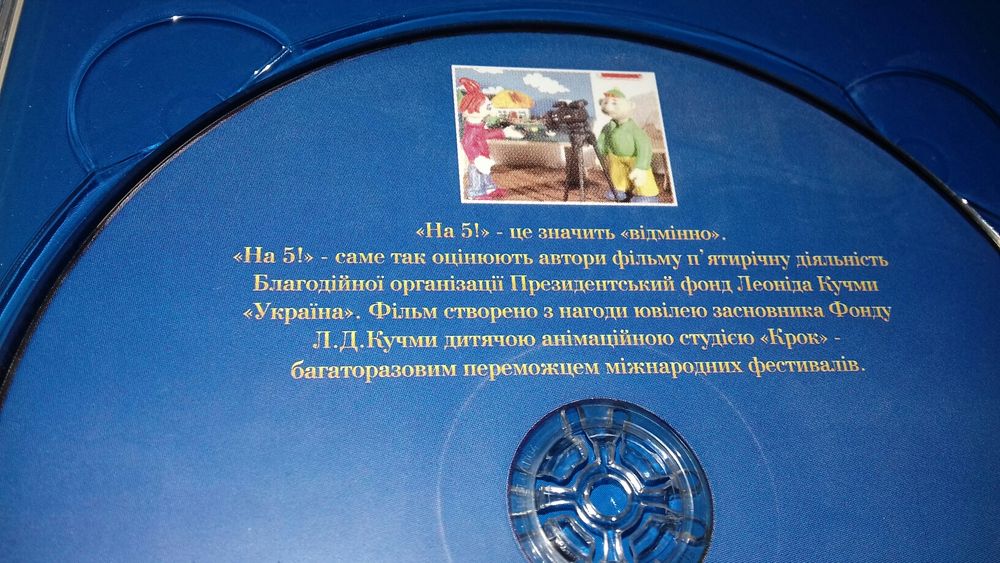 «На 5!» - це значить «відмінно».
«На 5!» - саме так оцінюють автори фільму п'ятирічну діяльність
Благодійної організації Президентський фонд Леоніда Кучми
«Україна». Фільм створено з нагоди ювілею засновника Фонду
Л.Д.Кучми дитячою анімаційною студією «Крок» -
багаторазовим переможцем міжнародних фестивалів.